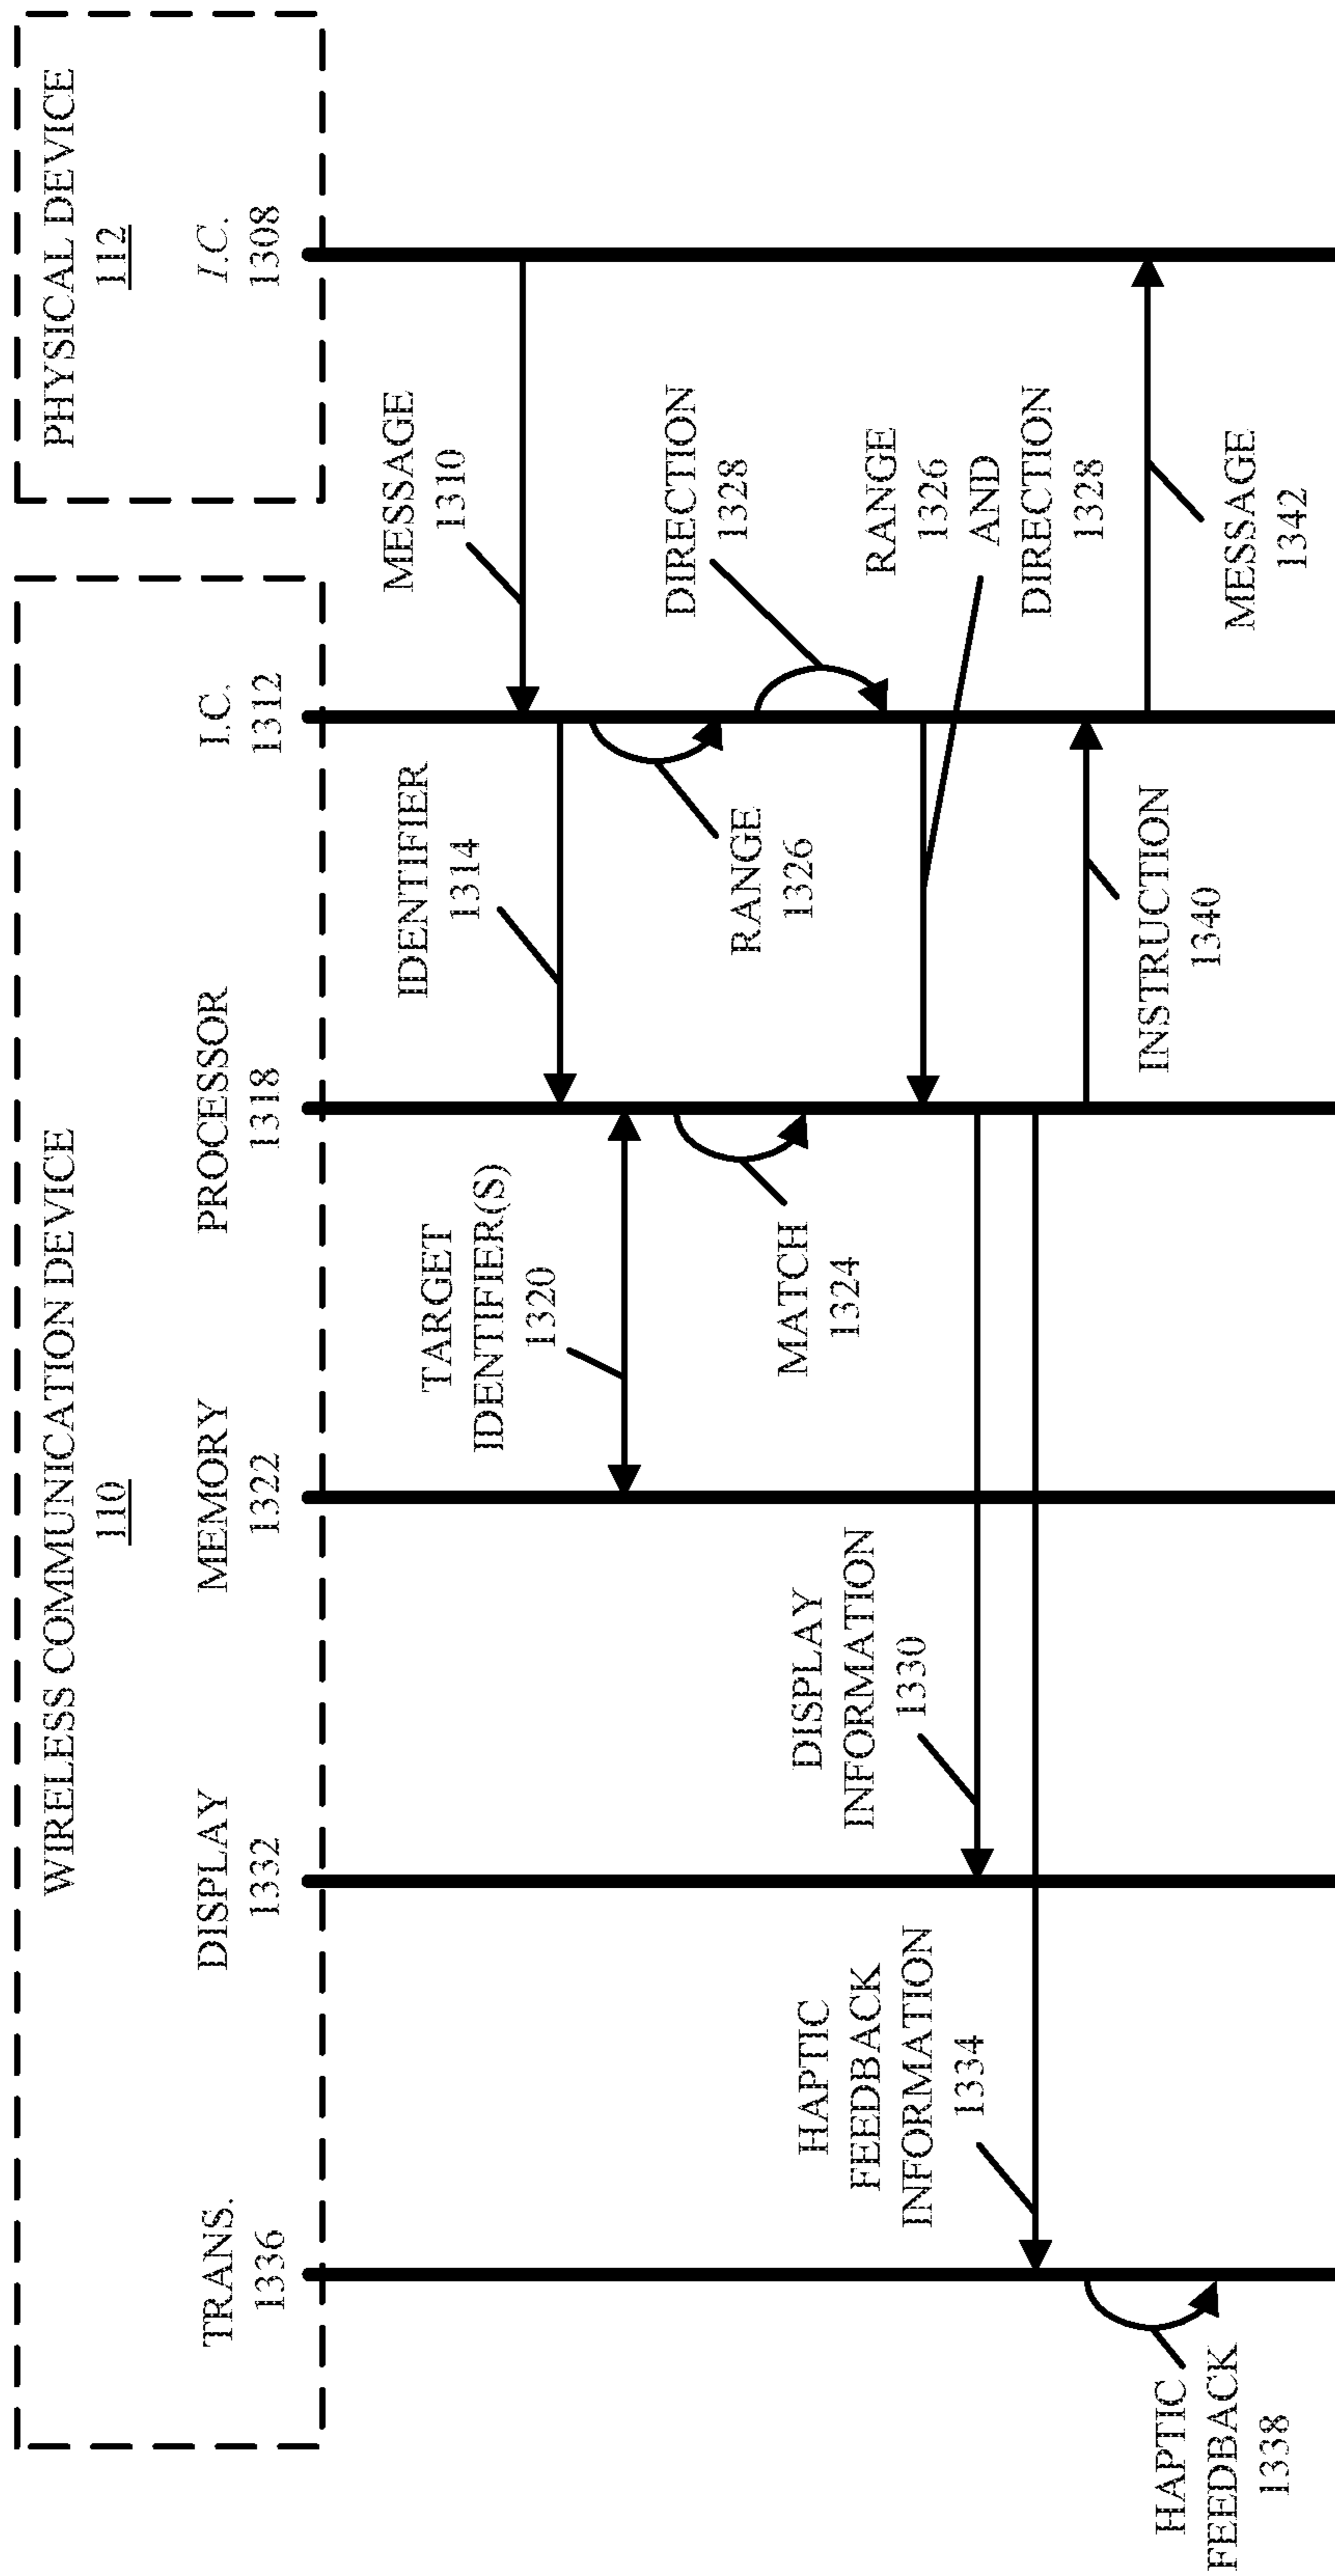 WIRELESS COMMUNICATION DEVICE
110
PHYSICAL DEVICE
112
TRANS.
1336
DISPLAY
1332
MEMORY
1322
PROCESSOR
1318
I.C.
1312
I.C.
1308
MESSAGE
1310
IDENTIFIER
1314
TARGET
IDENTIFIER(S)
1320
MATCH
1324
RANGE
1326
DIRECTION
1328
RANGE
1326
AND
DIRECTION
1328
DISPLAY
INFORMATION
1330
HAPTIC
FEEDBACK
INFORMATION
1334
HAPTIC
FEEDBACK
1338
INSTRUCTION
1340
MESSAGE
1342